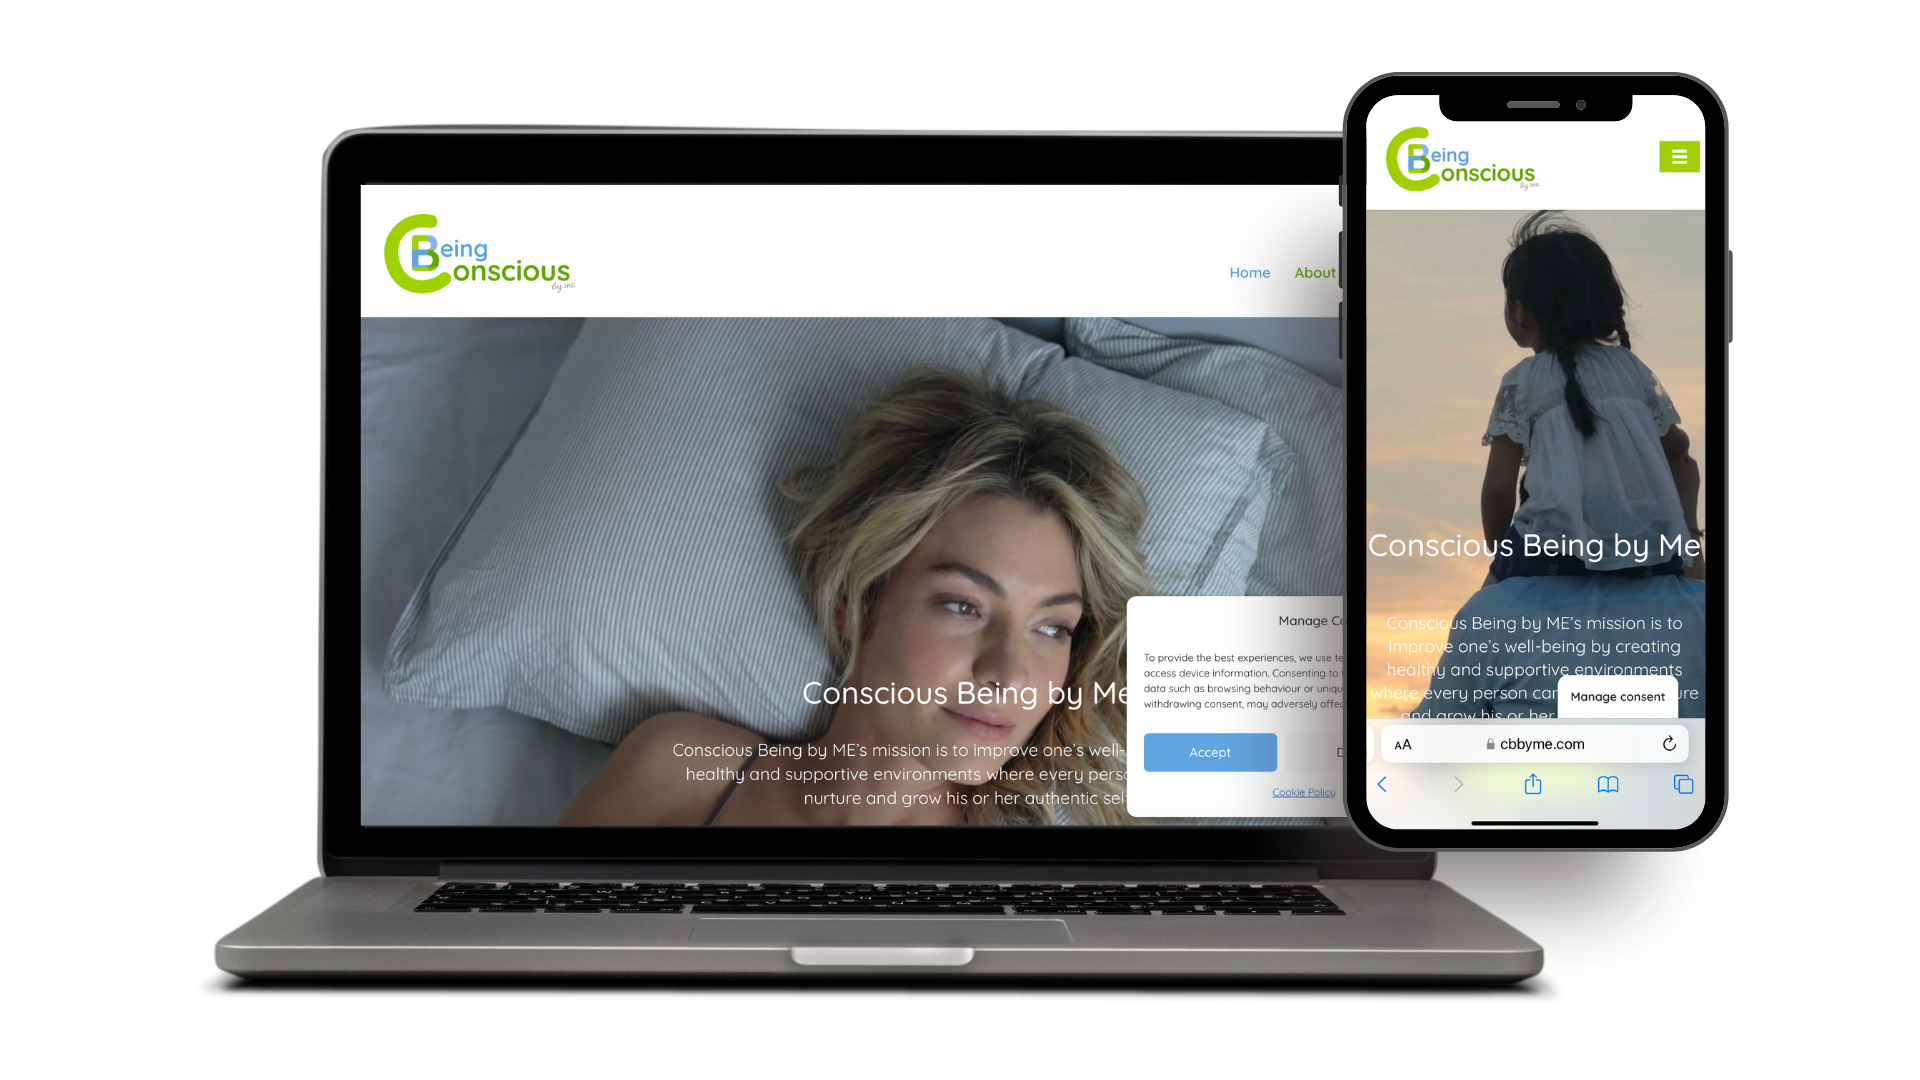 Being
Conscious
by me
Home About
Conscious Being by Me
Conscious Being by ME's mission is to improve one's well-
healthy and supportive environments where every perso
nurture and grow his or her authentic sel
Manage Co
To provide the best experiences, we use te
access device information. Consenting to
data such as browsing behaviour or uniqu
withdrawing consent, may adversely affec
Accept
D
Cookie Policy
Being
Conscious
by me
Conscious Being by Me
Conscious Being by ME's mission is to
improve one's well-being by creating
healthy and supportive environments
where every person can ure
and grow his or her
Manage consent
AA cbbyme.com